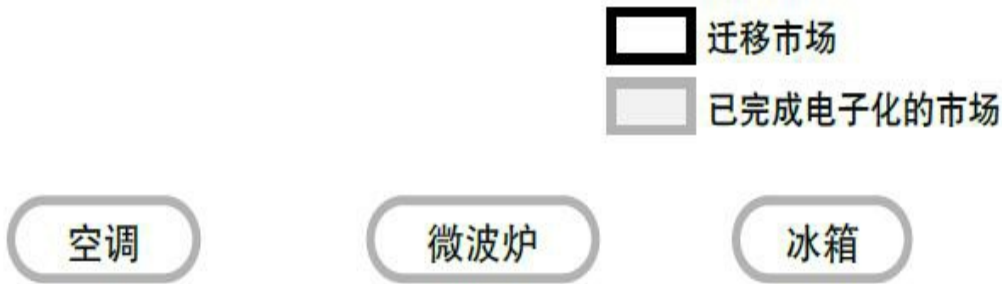 迁移市场
已完成电子化的市场
空调
微波炉
冰箱